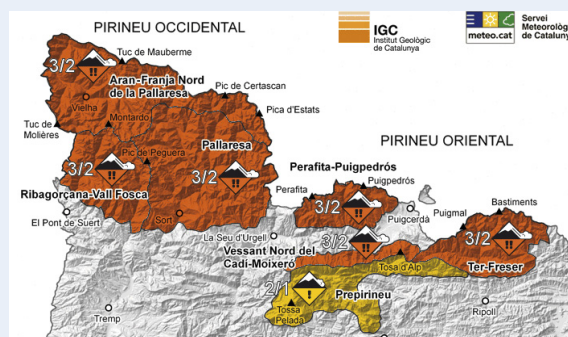 PIRINEU OCCIDENTAL
IGC
Institut Geològic
de Catalunya
meteo.cat
Servei
Meteorològic
de Catalunya
3/2
Tuc de Mauberme
Aran-Franja Nord
de la Pallaresa
Vielha
Pic de Certascan
Pica d'Estats
Tuc de
Molières
Montardo
PIRINEU ORIENTAL
Pallaresa
3/2
Pic de Peguera
3/2
Perafita-Puigpedrós
Puigpedrós
Perafita
Ribagorçana-Vall Fosca
3/2
Puigcerdà
Bastiments
Puigmal
El Pont de Suert
Sort
La Seu d'Urgell
3/2
3/2
Vessant Nord del
Cadí-Moixeró
Tosa d'Alp
Ter-Freser
2/1
Prepirineu
Tossa
Pelada
Tremp
Ripoll